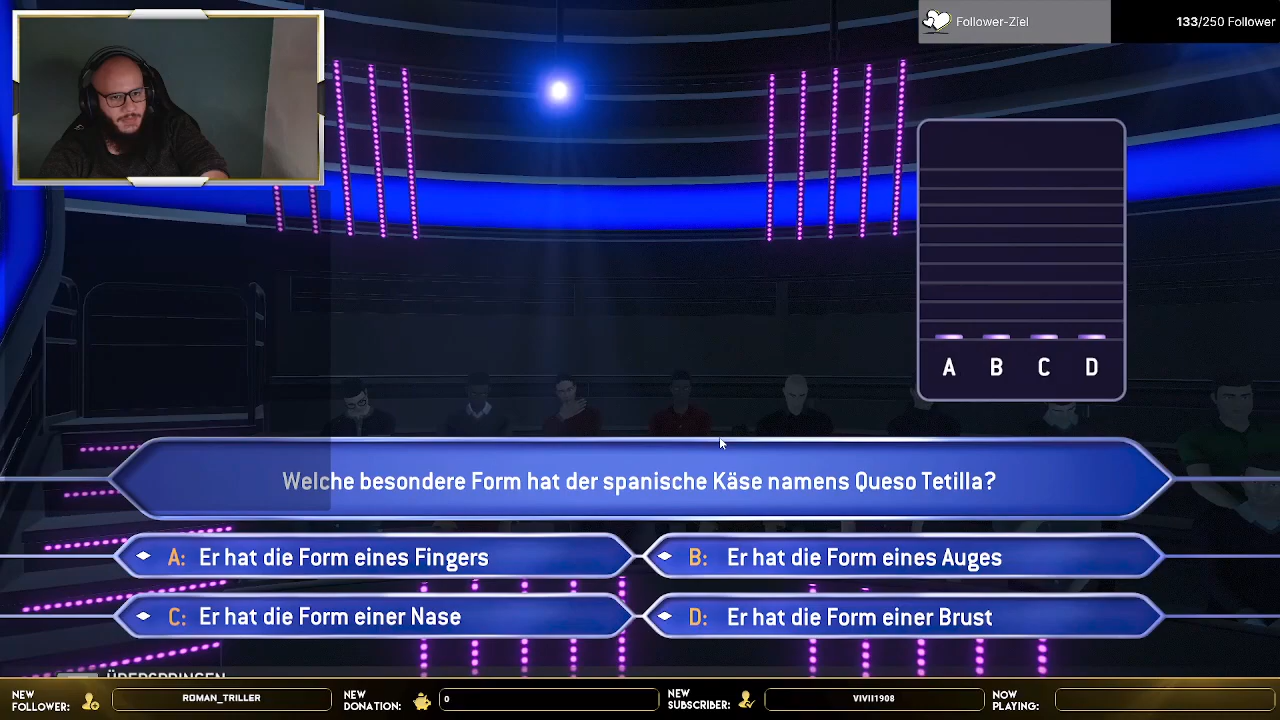 Follower-Ziel
133/250 Follower
A B C D
Welche besondere Form hat der spanische Käse namens Queso Tetilla?
A: Er hat die Form eines Fingers
B: Er hat die Form eines Auges
C: Er hat die Form einer Nase
D: Er hat die Form einer Brust
ÜBERSPRINGEN
NEW FOLLOWER:
ROMAN_TRILLER
NEW DONATION:
0
NEW SUBSCRIBER:
VIVII1908
NOW PLAYING: